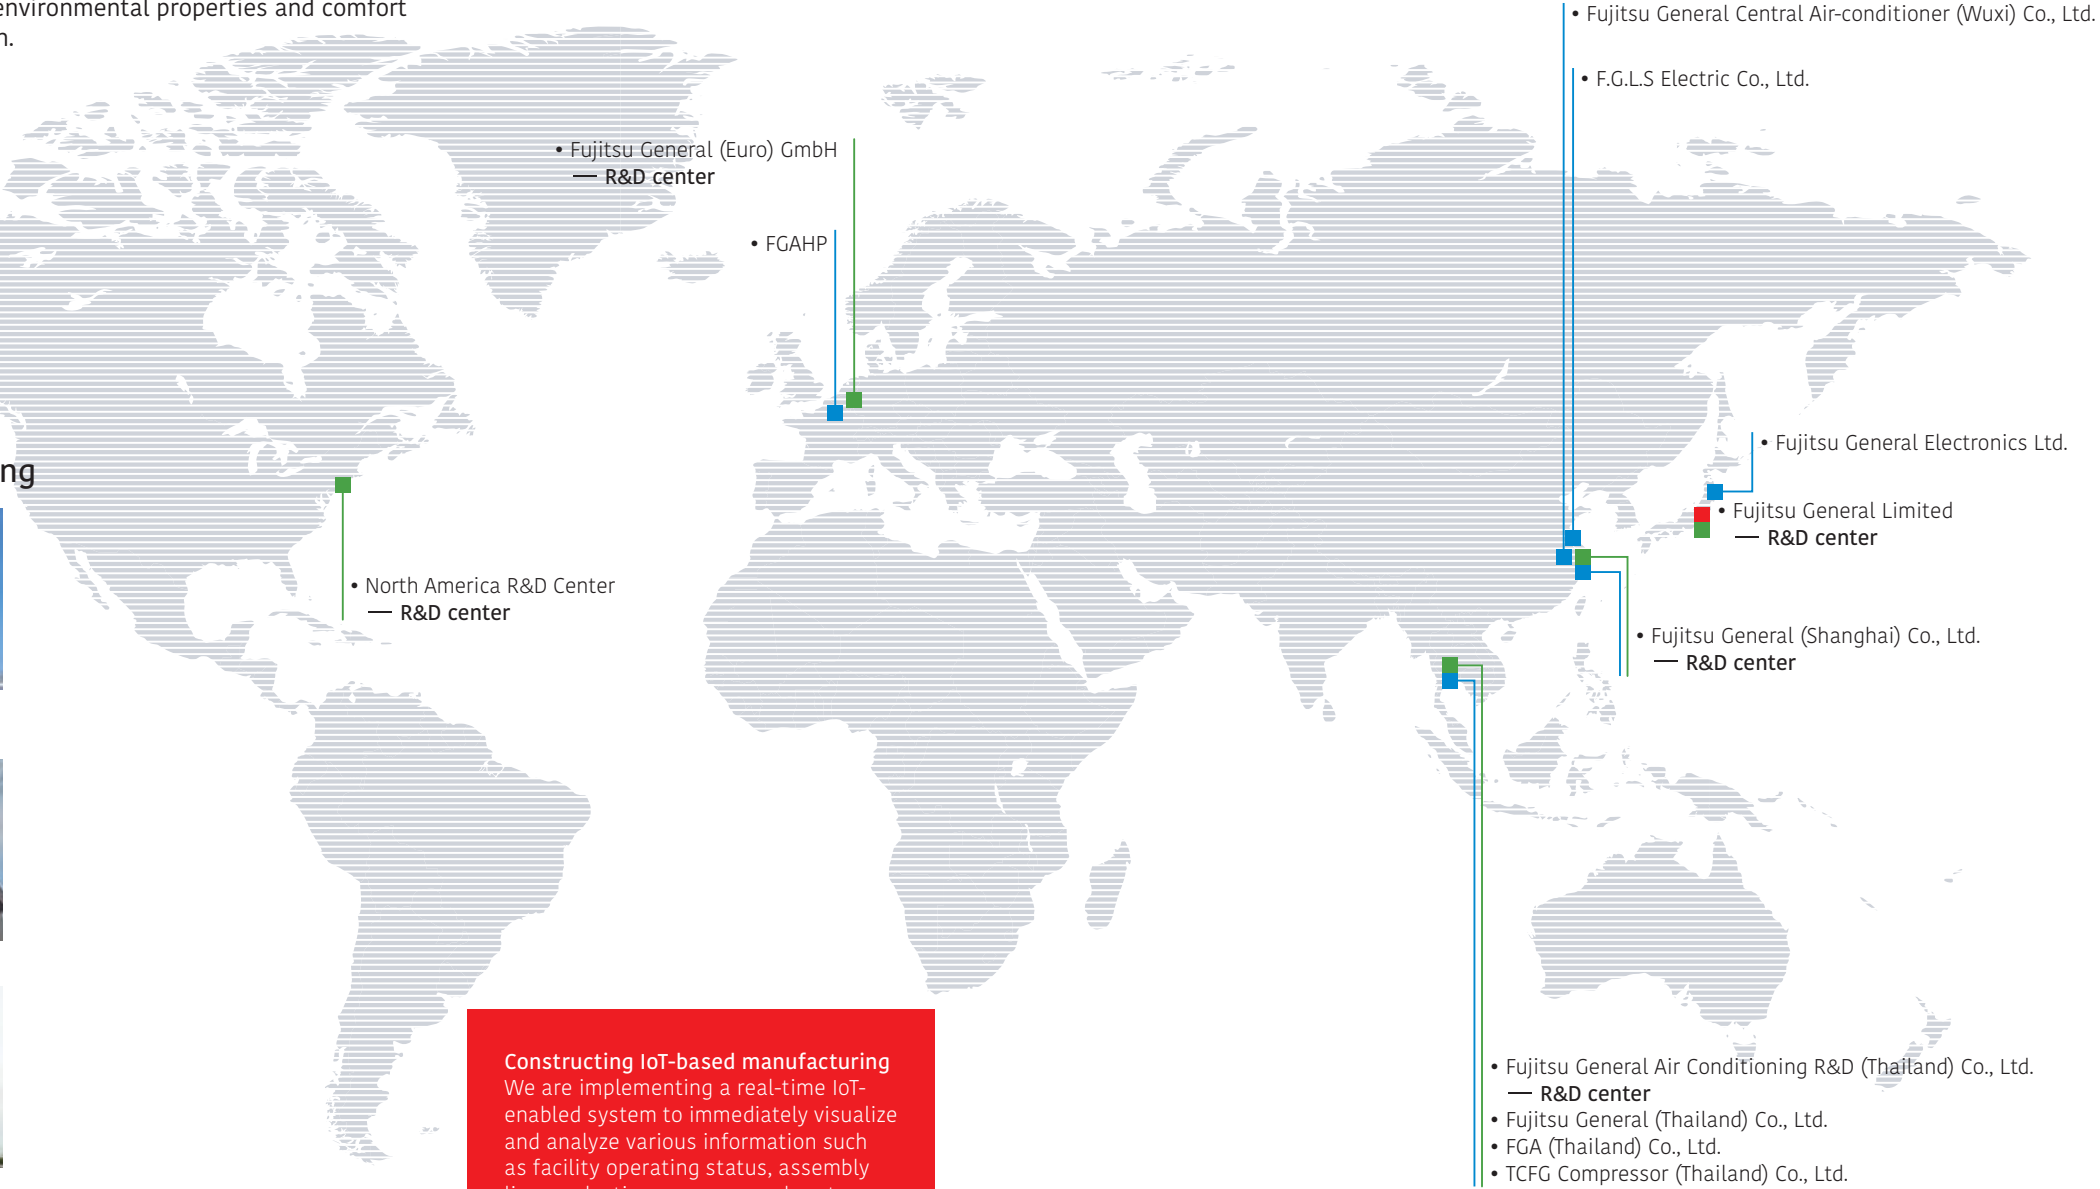 environmental properties and comfort
n.
• Fujitsu General Central Air-conditioner (Wuxi) Co., Ltd.
• F.G.L.S Electric Co., Ltd.
• Fujitsu General (Euro) GmbH
— R&D center
• FGAHP
• Fujitsu General Electronics Ltd.
ng
• Fujitsu General Limited
— R&D center
• North America R&D Center
— R&D center
• Fujitsu General (Shanghai) Co., Ltd.
— R&D center
Constructing IoT-based manufacturing
We are implementing a real-time IoT-
enabled system to immediately visualize
and analyze various information such
as facility operating status, assembly
• Fujitsu General Air Conditioning R&D (Thailand) Co., Ltd.
— R&D center
• Fujitsu General (Thailand) Co., Ltd.
• FGA (Thailand) Co., Ltd.
• TCFG Compressor (Thailand) Co., Ltd.